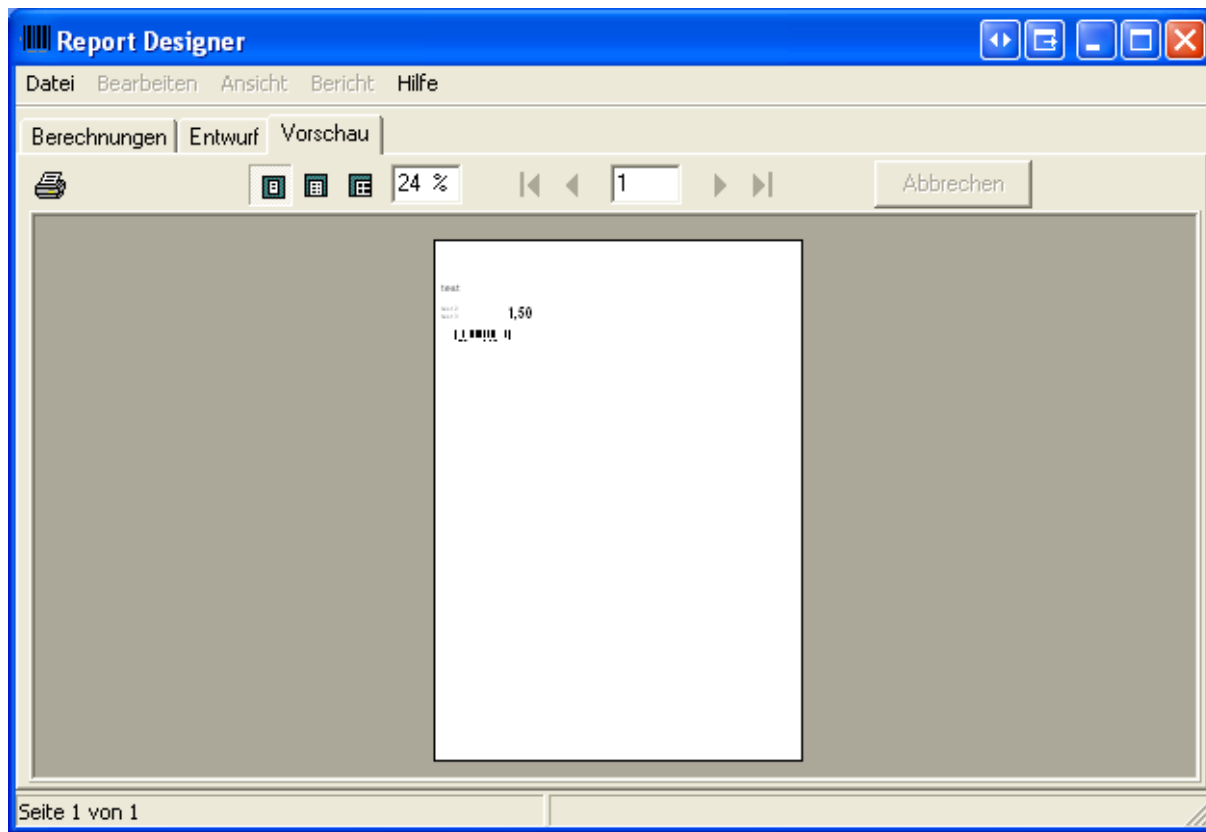 Report Designer
Datei Bearbeiten Ansicht Bericht Hilfe
Berechnungen Entwurf Vorschau
24 % 1 Abbrechen
test
1,50
Seite 1 von 1